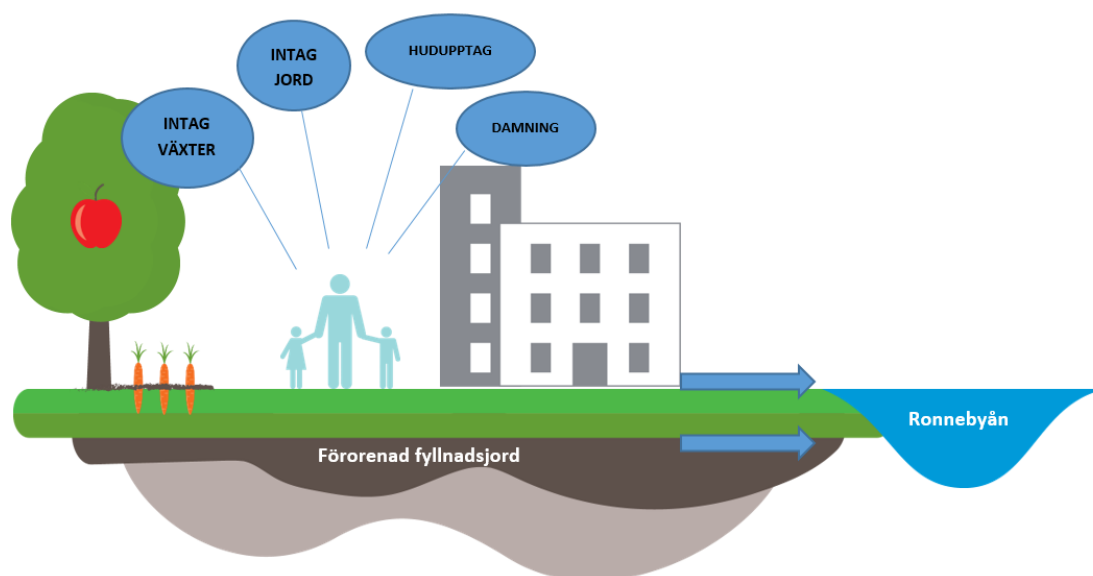 INTAG
VÄXTER
INTAG
JORD
HUDUPPTAG
DAMNING
Ronnebyån
Förorenad fyllnadsjord